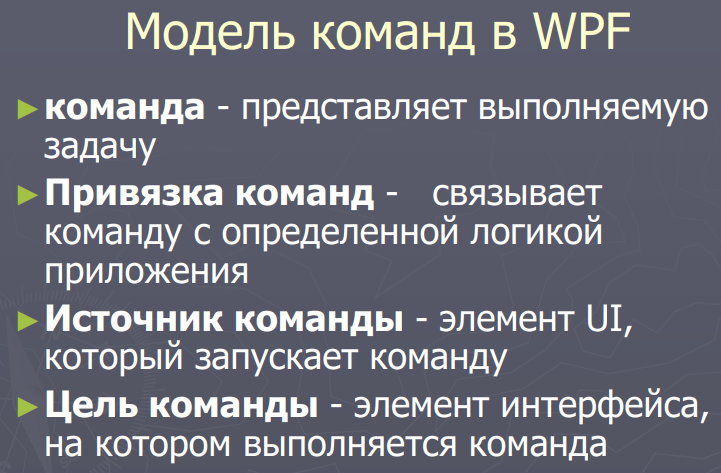 Модель команд в WPF
команда - представляет выполняемую
задачу
Привязка команд - связывает
команду с определенной логикой
приложения
Источник команды - элемент UI,
который запускает команду
Цель команды - элемент интерфейса,
на котором выполняется команда